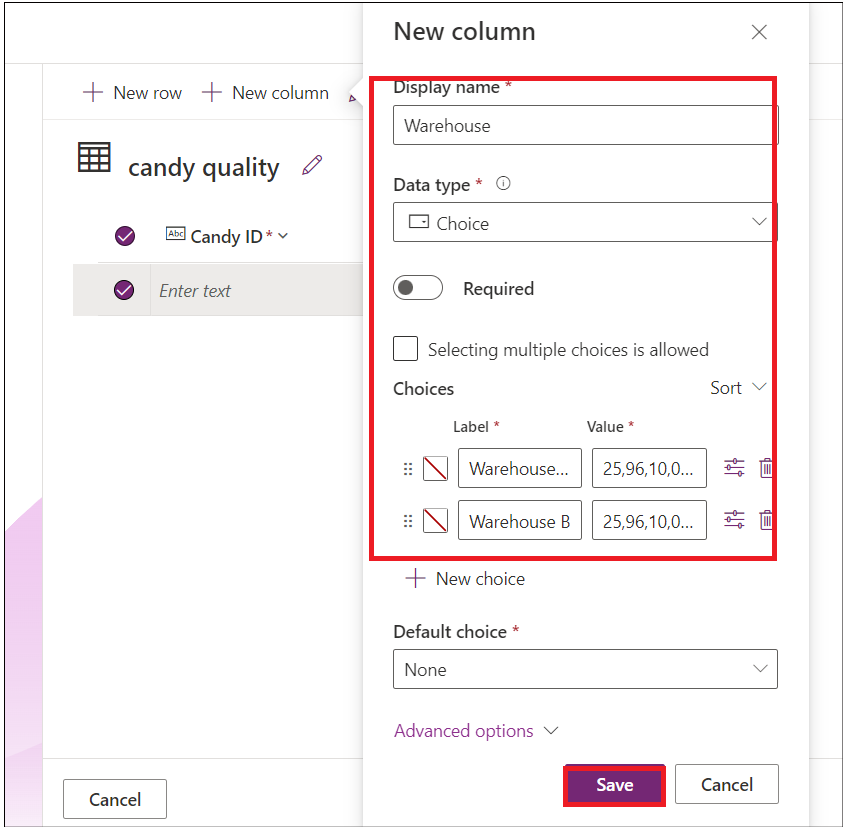 New column
Display name *
New row
New column
Warehouse
candy quality
Data type *
Choice
Abc Candy ID *
Enter text
Required
Selecting multiple choices is allowed
Choices
Sort
Label *
Value *
Warehouse...
25,96,10,0...
Warehouse B
25,96,10,0...
New choice
Default choice *
None
Advanced options
Save
Cancel
Cancel